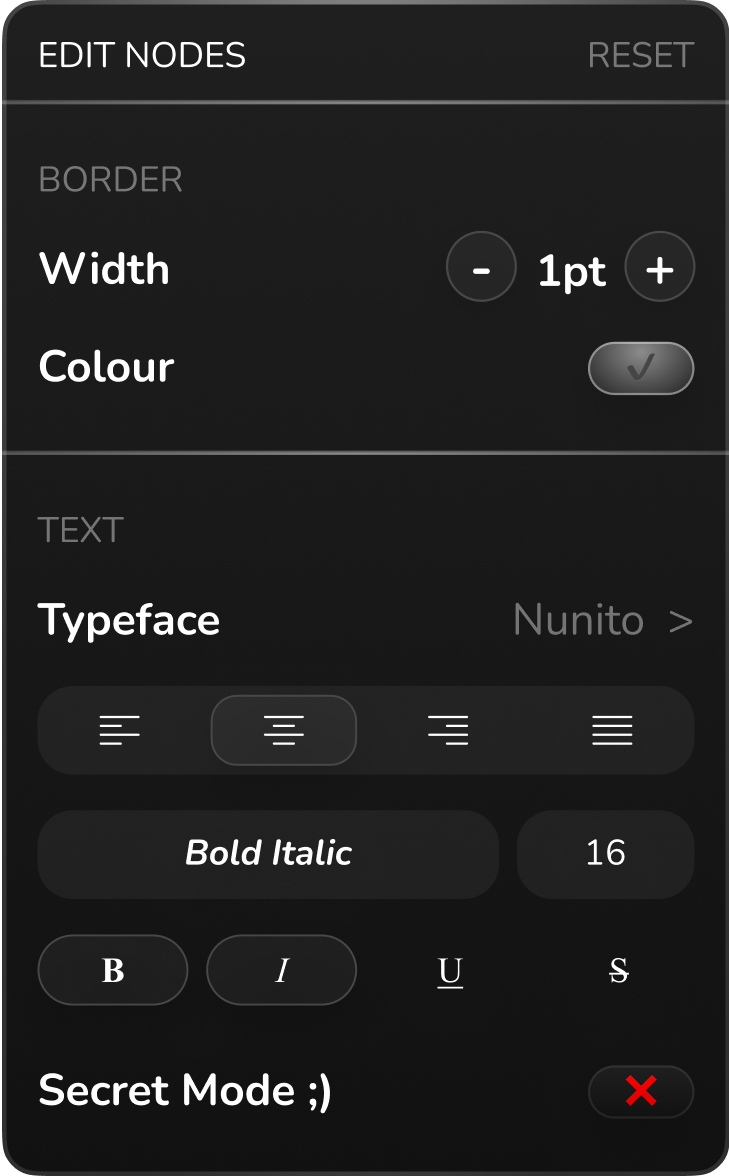 EDIT NODES RESET
BORDER
Width - 1pt +
Colour ✓
TEXT
Typeface Nunito >
Bold Italic 16
B I U S
Secret Mode ;)